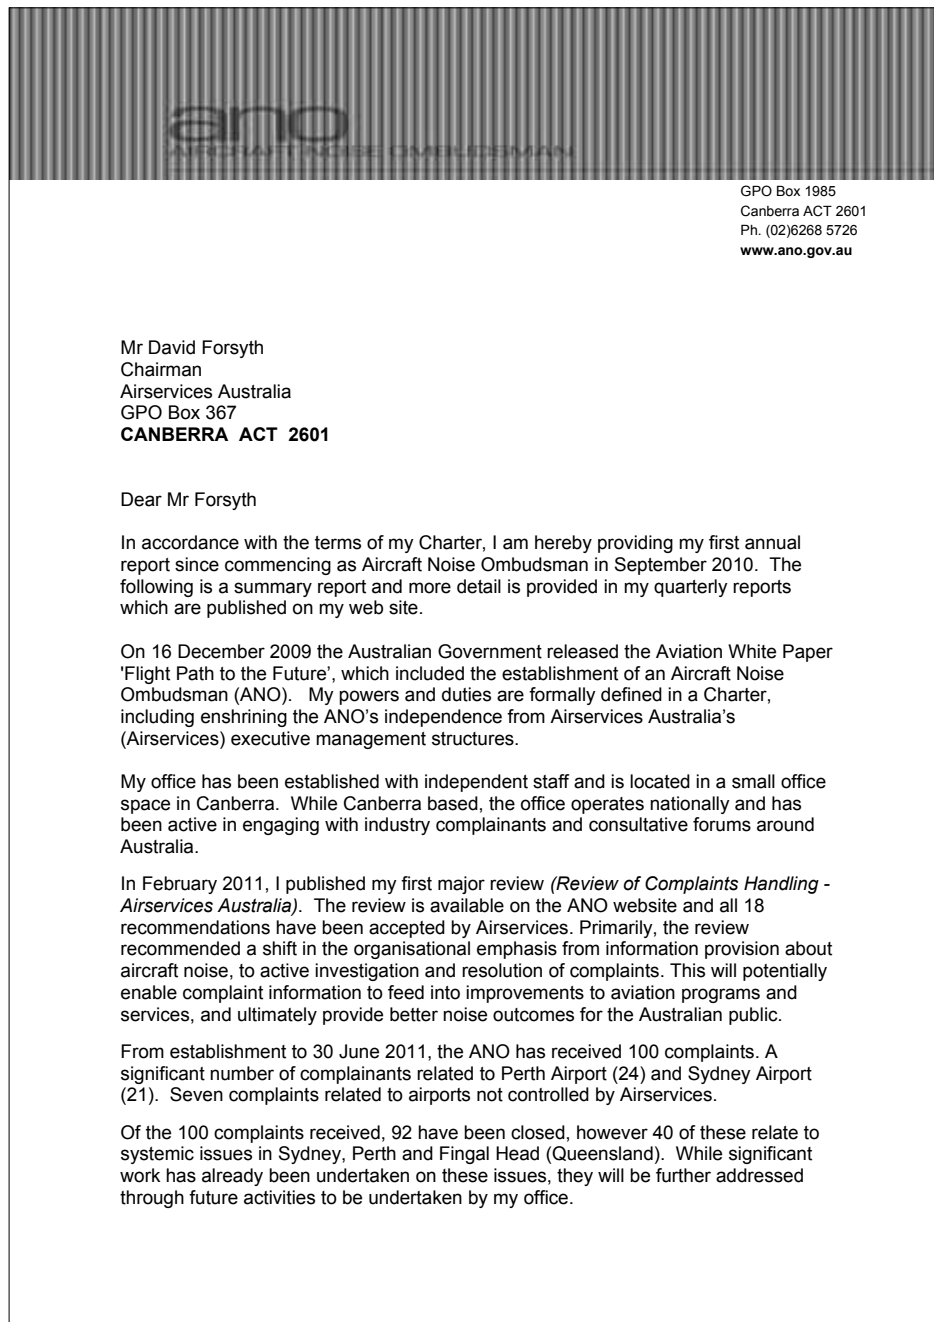 ano
AIRCRAFT NOISE OMBUDSMAN
GPO Box 1985
Canberra ACT 2601
Ph. (02)6268 5726
www.ano.gov.au
Mr David Forsyth
Chairman
Airservices Australia
GPO Box 367
CANBERRA  ACT  2601
Dear Mr Forsyth
In accordance with the terms of my Charter, I am hereby providing my first annual
report since commencing as Aircraft Noise Ombudsman in September 2010.  The
following is a summary report and more detail is provided in my quarterly reports
which are published on my web site.
On 16 December 2009 the Australian Government released the Aviation White Paper
'Flight Path to the Future’, which included the establishment of an Aircraft Noise
Ombudsman (ANO).   My powers and duties are formally defined in a Charter,
including enshrining the ANO’s independence from Airservices Australia’s
(Airservices) executive management structures.
My office has been established with independent staff and is located in a small office
space in Canberra.  While Canberra based, the office operates nationally and has
been active in engaging with industry complainants and consultative forums around
Australia.
In February 2011, I published my first major review (Review of Complaints Handling -
Airservices Australia).  The review is available on the ANO website and all 18
recommendations have been accepted by Airservices. Primarily, the review
recommended a shift in the organisational emphasis from information provision about
aircraft noise, to active investigation and resolution of complaints. This will potentially
enable complaint information to feed into improvements to aviation programs and
services, and ultimately provide better noise outcomes for the Australian public.
From establishment to 30 June 2011, the ANO has received 100 complaints. A
significant number of complainants related to Perth Airport (24) and Sydney Airport
(21).  Seven complaints related to airports not controlled by Airservices.
Of the 100 complaints received, 92 have been closed, however 40 of these relate to
systemic issues in Sydney, Perth and Fingal Head (Queensland).  While significant
work has already been undertaken on these issues, they will be further addressed
through future activities to be undertaken by my office.